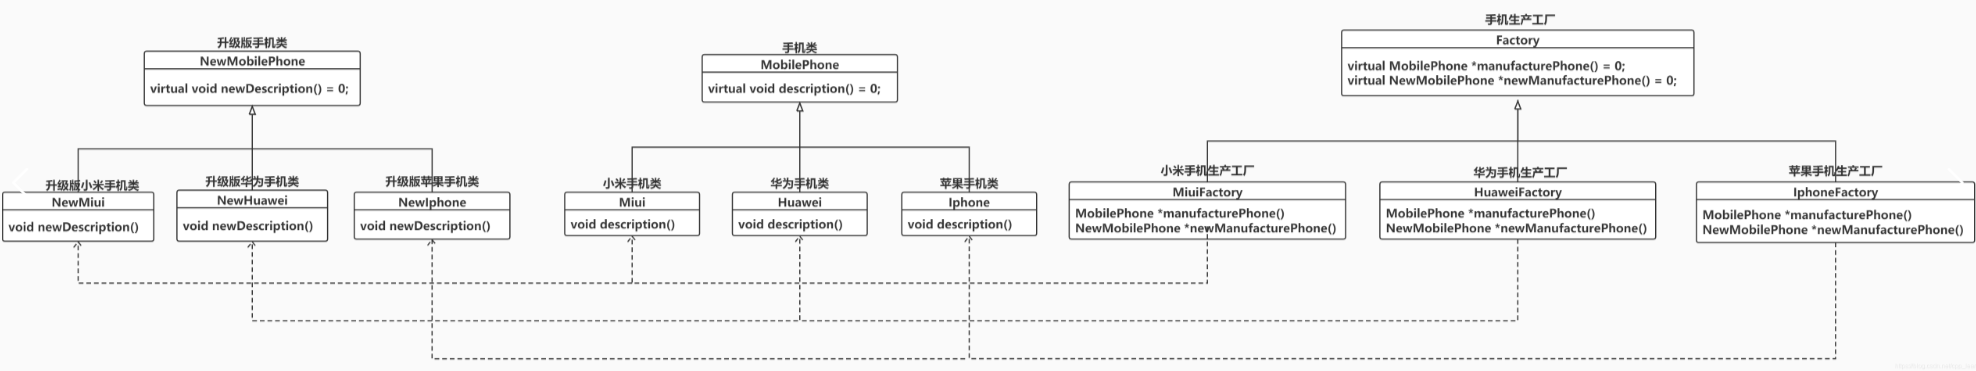 升级版手机类
NewMobilePhone
virtual void newDescription() = 0;
手机类
MobilePhone
virtual void description() = 0;
手机生产工厂
Factory
virtual MobilePhone *manufacturePhone() = 0;
virtual NewMobilePhone *newManufacturePhone() = 0;
升级版小米手机类
NewMiui
void newDescription()
升级版华为手机类
NewHuawei
void newDescription()
升级版苹果手机类
NewIphone
void newDescription()
小米手机类
Miui
void description()
华为手机类
Huawei
void description()
苹果手机类
Iphone
void description()
小米手机生产工厂
MiuiFactory
MobilePhone *manufacturePhone()
NewMobilePhone *newManufacturePhone()
华为手机生产工厂
HuaweiFactory
MobilePhone *manufacturePhone()
NewMobilePhone *newManufacturePhone()
苹果手机生产工厂
IphoneFactory
MobilePhone *manufacturePhone()
NewMobilePhone *newManufacturePhone()